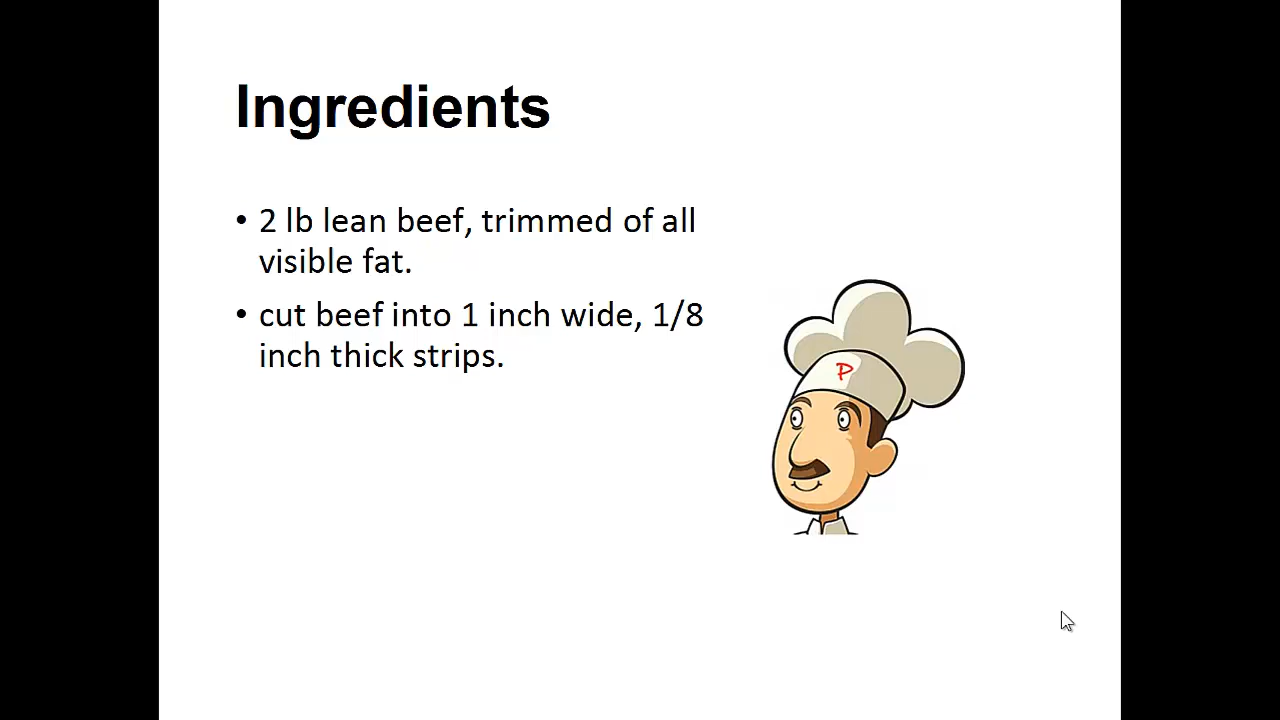 Ingredients
• 2 lb lean beef, trimmed of all
visible fat.
• cut beef into 1 inch wide, 1/8
inch thick strips.
P